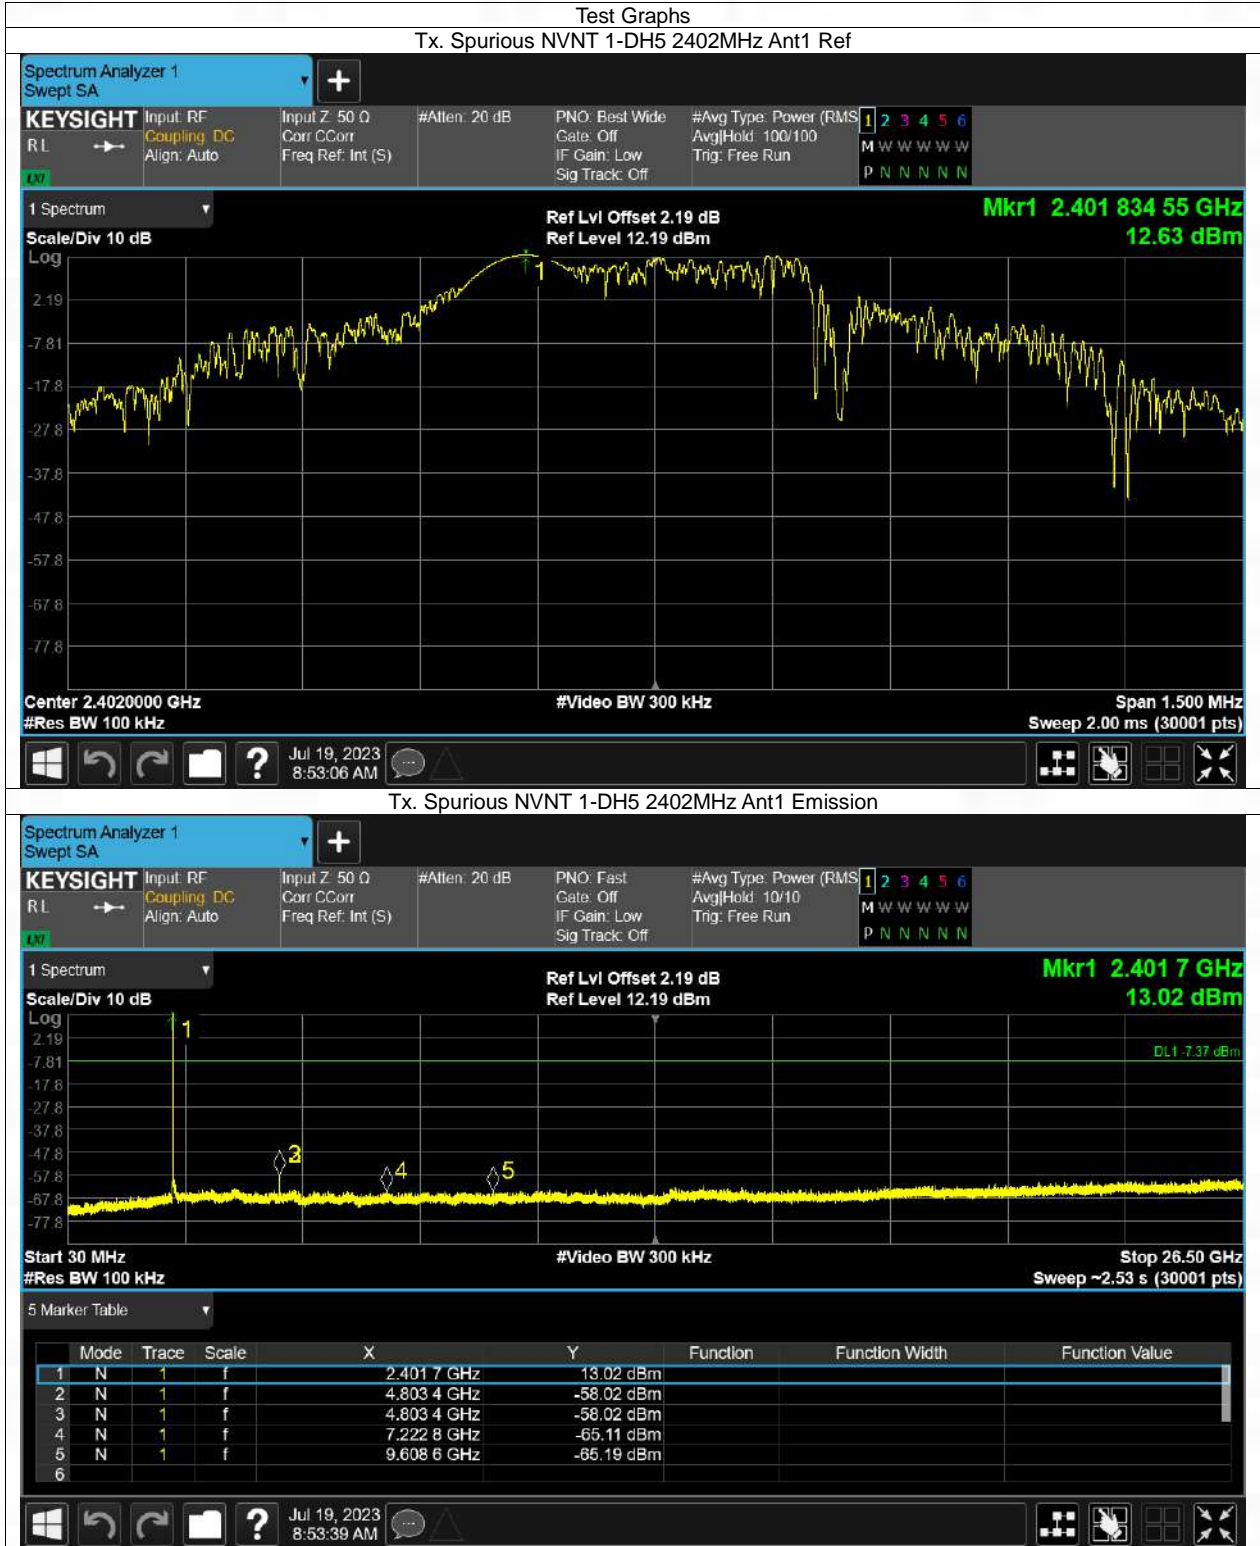 Test Graphs
Tx. Spurious NVNT 1-DH5 2402MHz Ant1 Ref
Spectrum Analyzer 1
Swept SA
KEYSIGHT
RL
LXI
Input: RF
Coupling: DC
Align: Auto
Input Z: 50 Ω
Corr CCorr
Freq Ref: Int (S)
#Atten: 20 dB
PNO: Best Wide
Gate: Off
IF Gain: Low
Sig Track: Off
#Avg Type: Power (RMS
Avg|Hold: 100/100
Trig: Free Run
1 2 3 4 5 6
M W W W W W
P N N N N N
1 Spectrum
Scale/Div 10 dB
Ref Lvl Offset 2.19 dB
Ref Level 12.19 dBm
Mkr1 2.401 834 55 GHz
12.63 dBm
Log
1
2.19
-7.81
-17.8
-27.8
-37.8
-47.8
-57.8
-67.8
-77.8
Center 2.4020000 GHz
#Res BW 100 kHz
#Video BW 300 kHz
Span 1.500 MHz
Sweep 2.00 ms (30001 pts)
?
Jul 19, 2023
8:53:06 AM
Tx. Spurious NVNT 1-DH5 2402MHz Ant1 Emission
Spectrum Analyzer 1
Swept SA
KEYSIGHT
RL
LXI
Input: RF
Coupling: DC
Align: Auto
Input Z: 50 Ω
Corr CCorr
Freq Ref: Int (S)
#Atten: 20 dB
PNO: Fast
Gate: Off
IF Gain: Low
Sig Track: Off
#Avg Type: Power (RMS
Avg|Hold: 10/10
Trig: Free Run
1 2 3 4 5 6
M W W W W W
P N N N N N
1 Spectrum
Scale/Div 10 dB
Ref Lvl Offset 2.19 dB
Ref Level 12.19 dBm
Mkr1 2.401 7 GHz
13.02 dBm
Log
1
2.19
-7.81
DL1 -7.37 dBm
-17.8
-27.8
-37.8
-47.8
3
4
5
-57.8
-67.8
-77.8
Start 30 MHz
#Res BW 100 kHz
#Video BW 300 kHz
Stop 26.50 GHz
Sweep ~2.53 s (30001 pts)
5 Marker Table
Mode Trace Scale X Y Function Function Width Function Value
1 N 1 f 2.401 7 GHz 13.02 dBm
2 N 1 f 4.803 4 GHz -58.02 dBm
3 N 1 f 4.803 4 GHz -58.02 dBm
4 N 1 f 7.222 8 GHz -65.11 dBm
5 N 1 f 9.608 6 GHz -65.19 dBm
6
?
Jul 19, 2023
8:53:39 AM